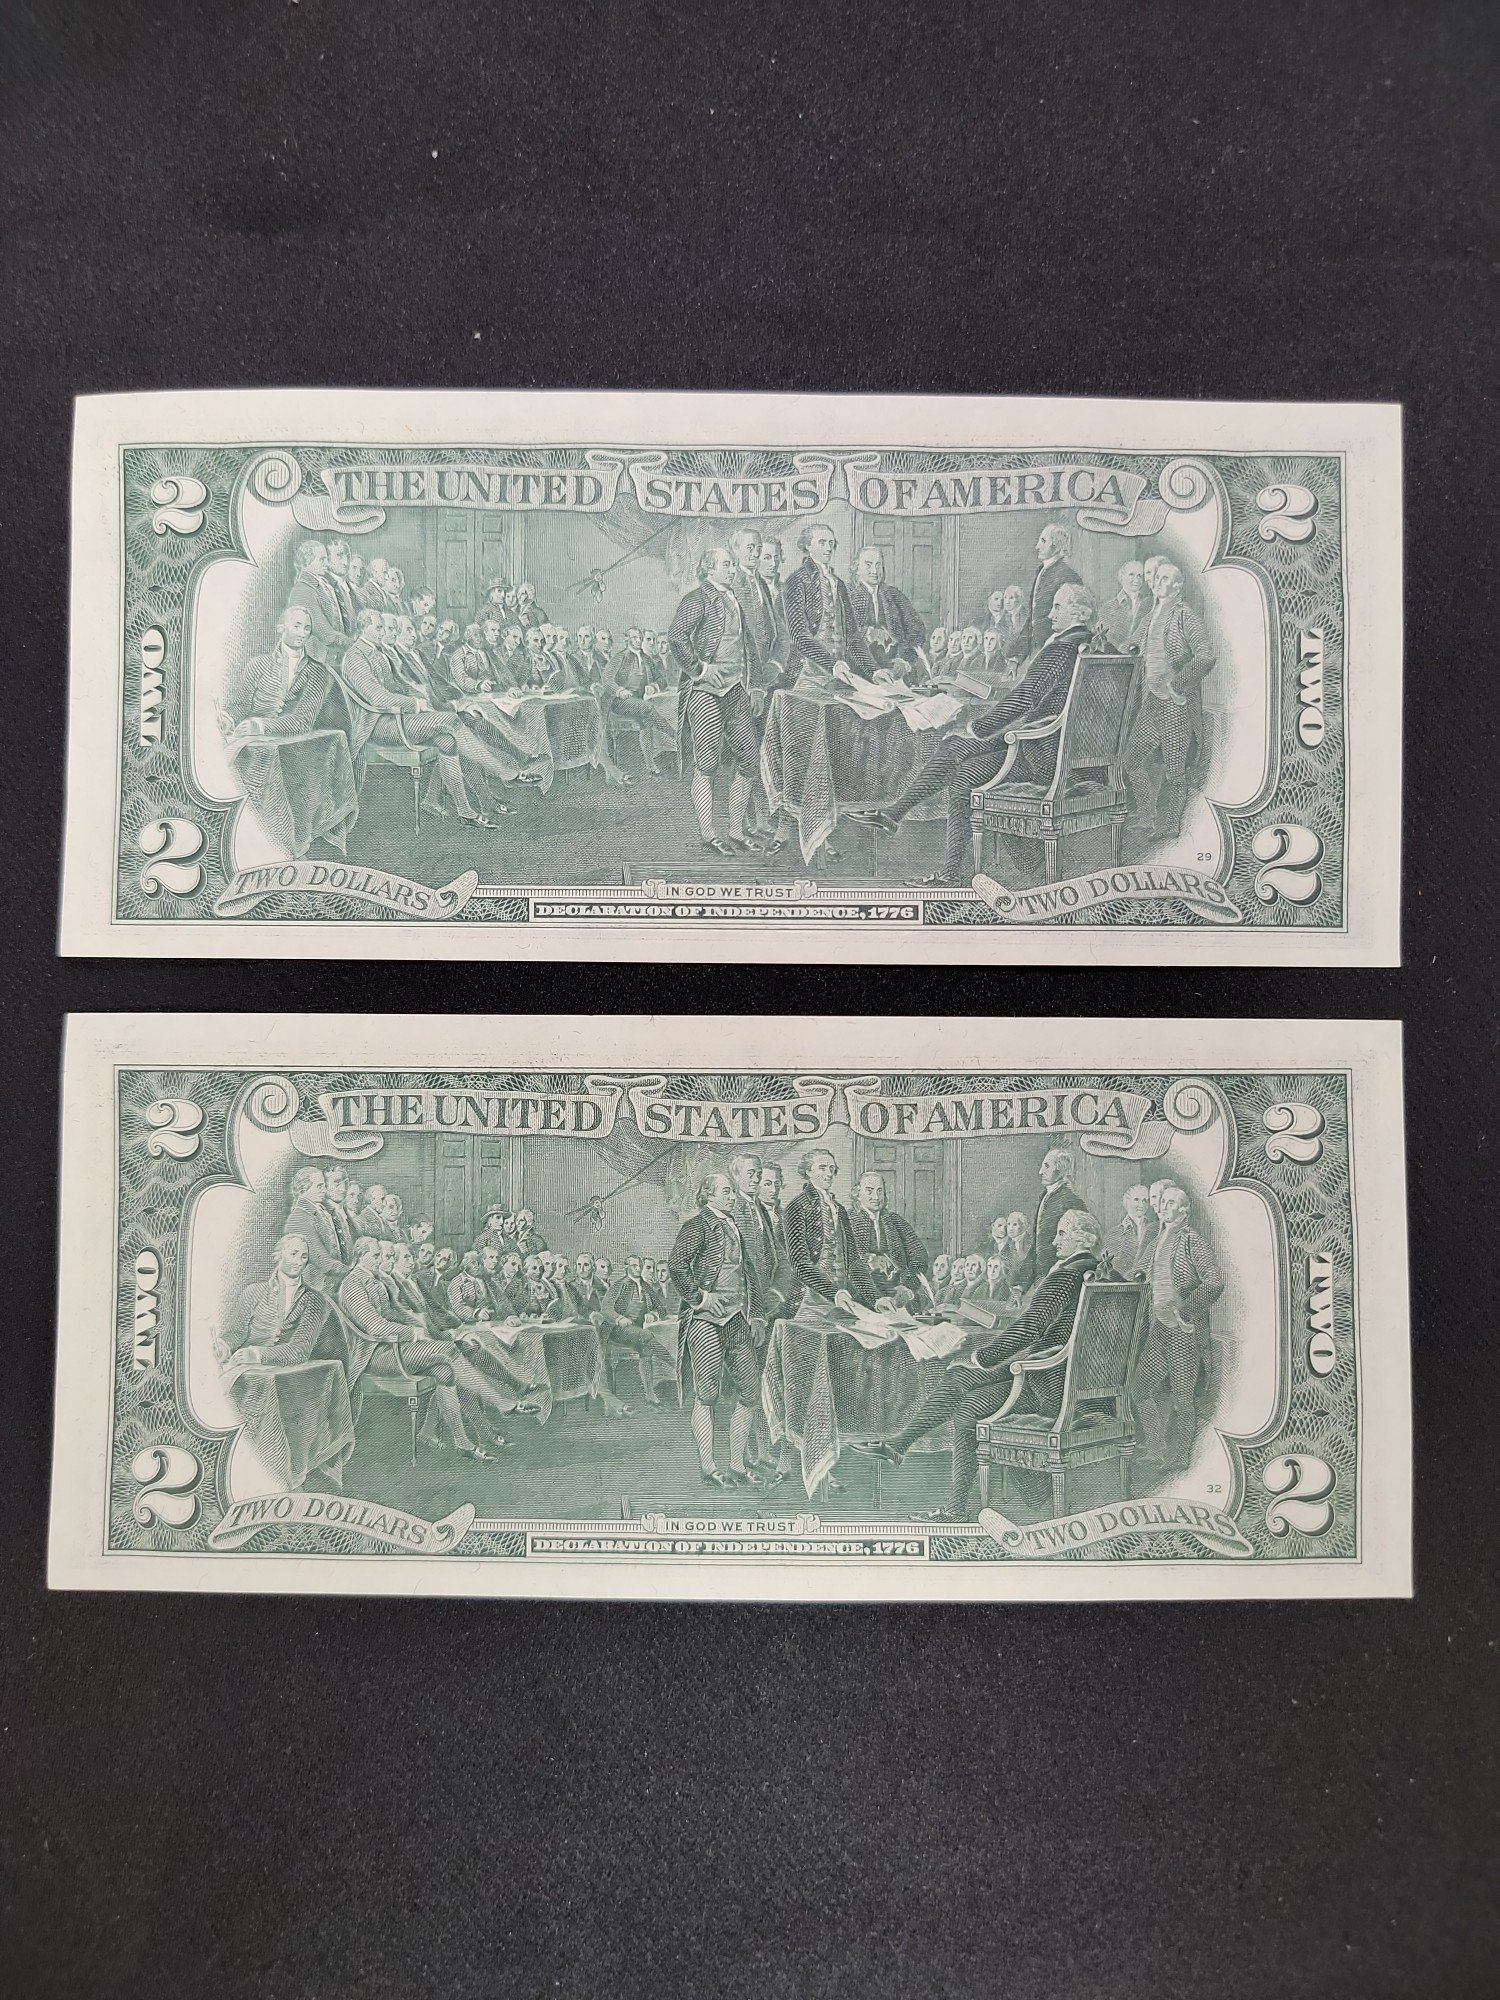 THE UNITED STATES OF AMERICA
2 2
TWO TWO
29
2 2
TWO DOLLARS IN GOD WE TRUST TWO DOLLARS
DECLARATION OF INDEPENDENCE, 1776
THE UNITED STATES OF AMERICA
2 2
TWO TWO
32
2 2
TWO DOLLARS IN GOD WE TRUST TWO DOLLARS
DECLARATION OF INDEPENDENCE, 1776